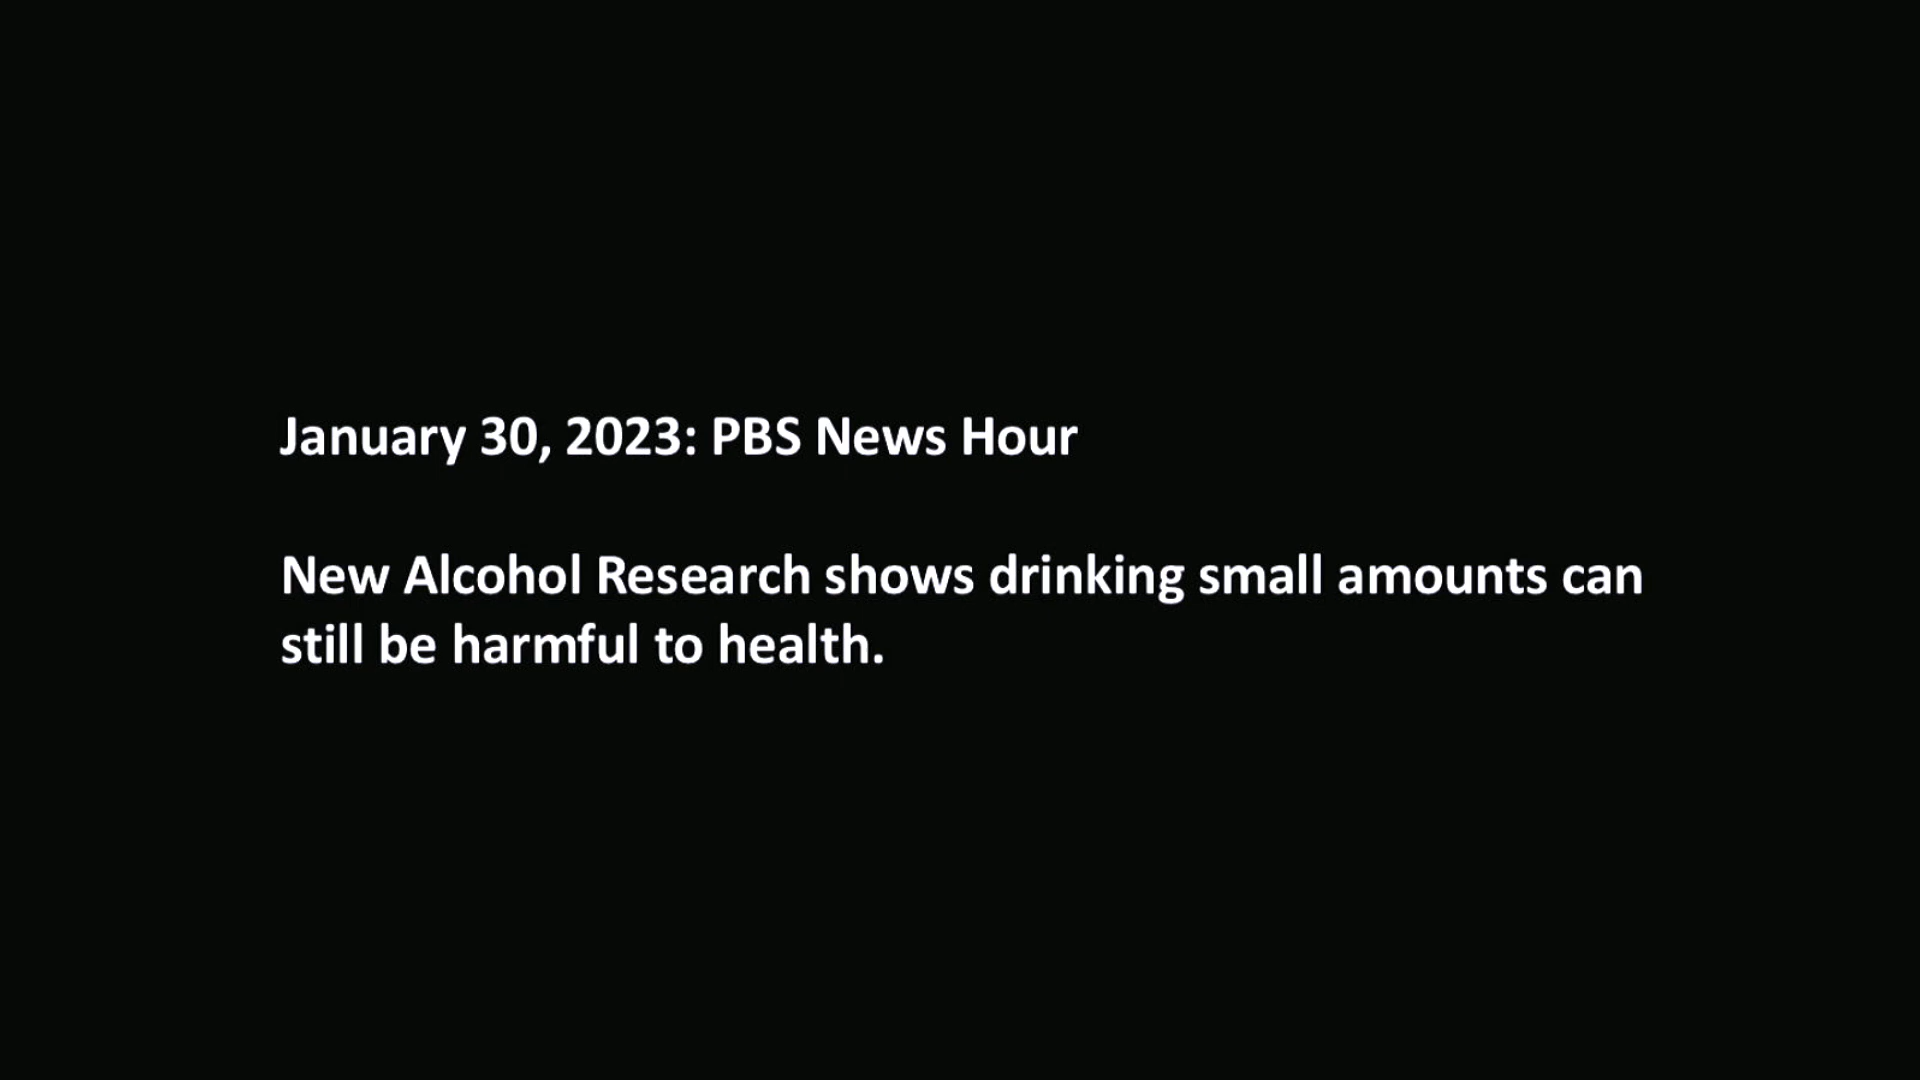 January 30, 2023: PBS News Hour
New Alcohol Research shows drinking small amounts can
still be harmful to health.